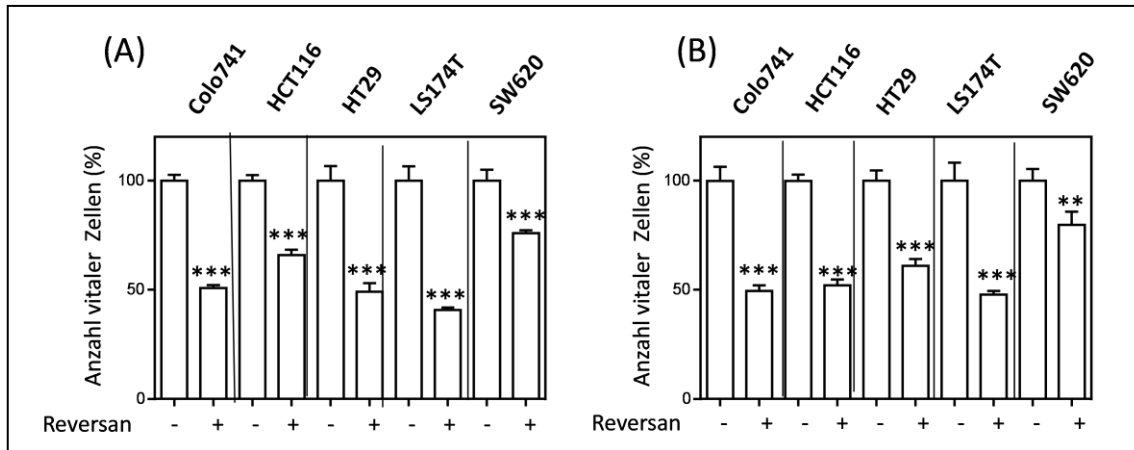 (A)
Colo741 HCT116 HT29 LS174T SW620
Anzahl vitaler Zellen (%)
100
50
0
*** *** *** *** ***
Reversan - + - + - + - + - +
(B)
Colo741 HCT116 HT29 LS174T SW620
Anzahl vitaler Zellen (%)
100
50
0
*** *** *** *** **
Reversan - + - + - + - + - +